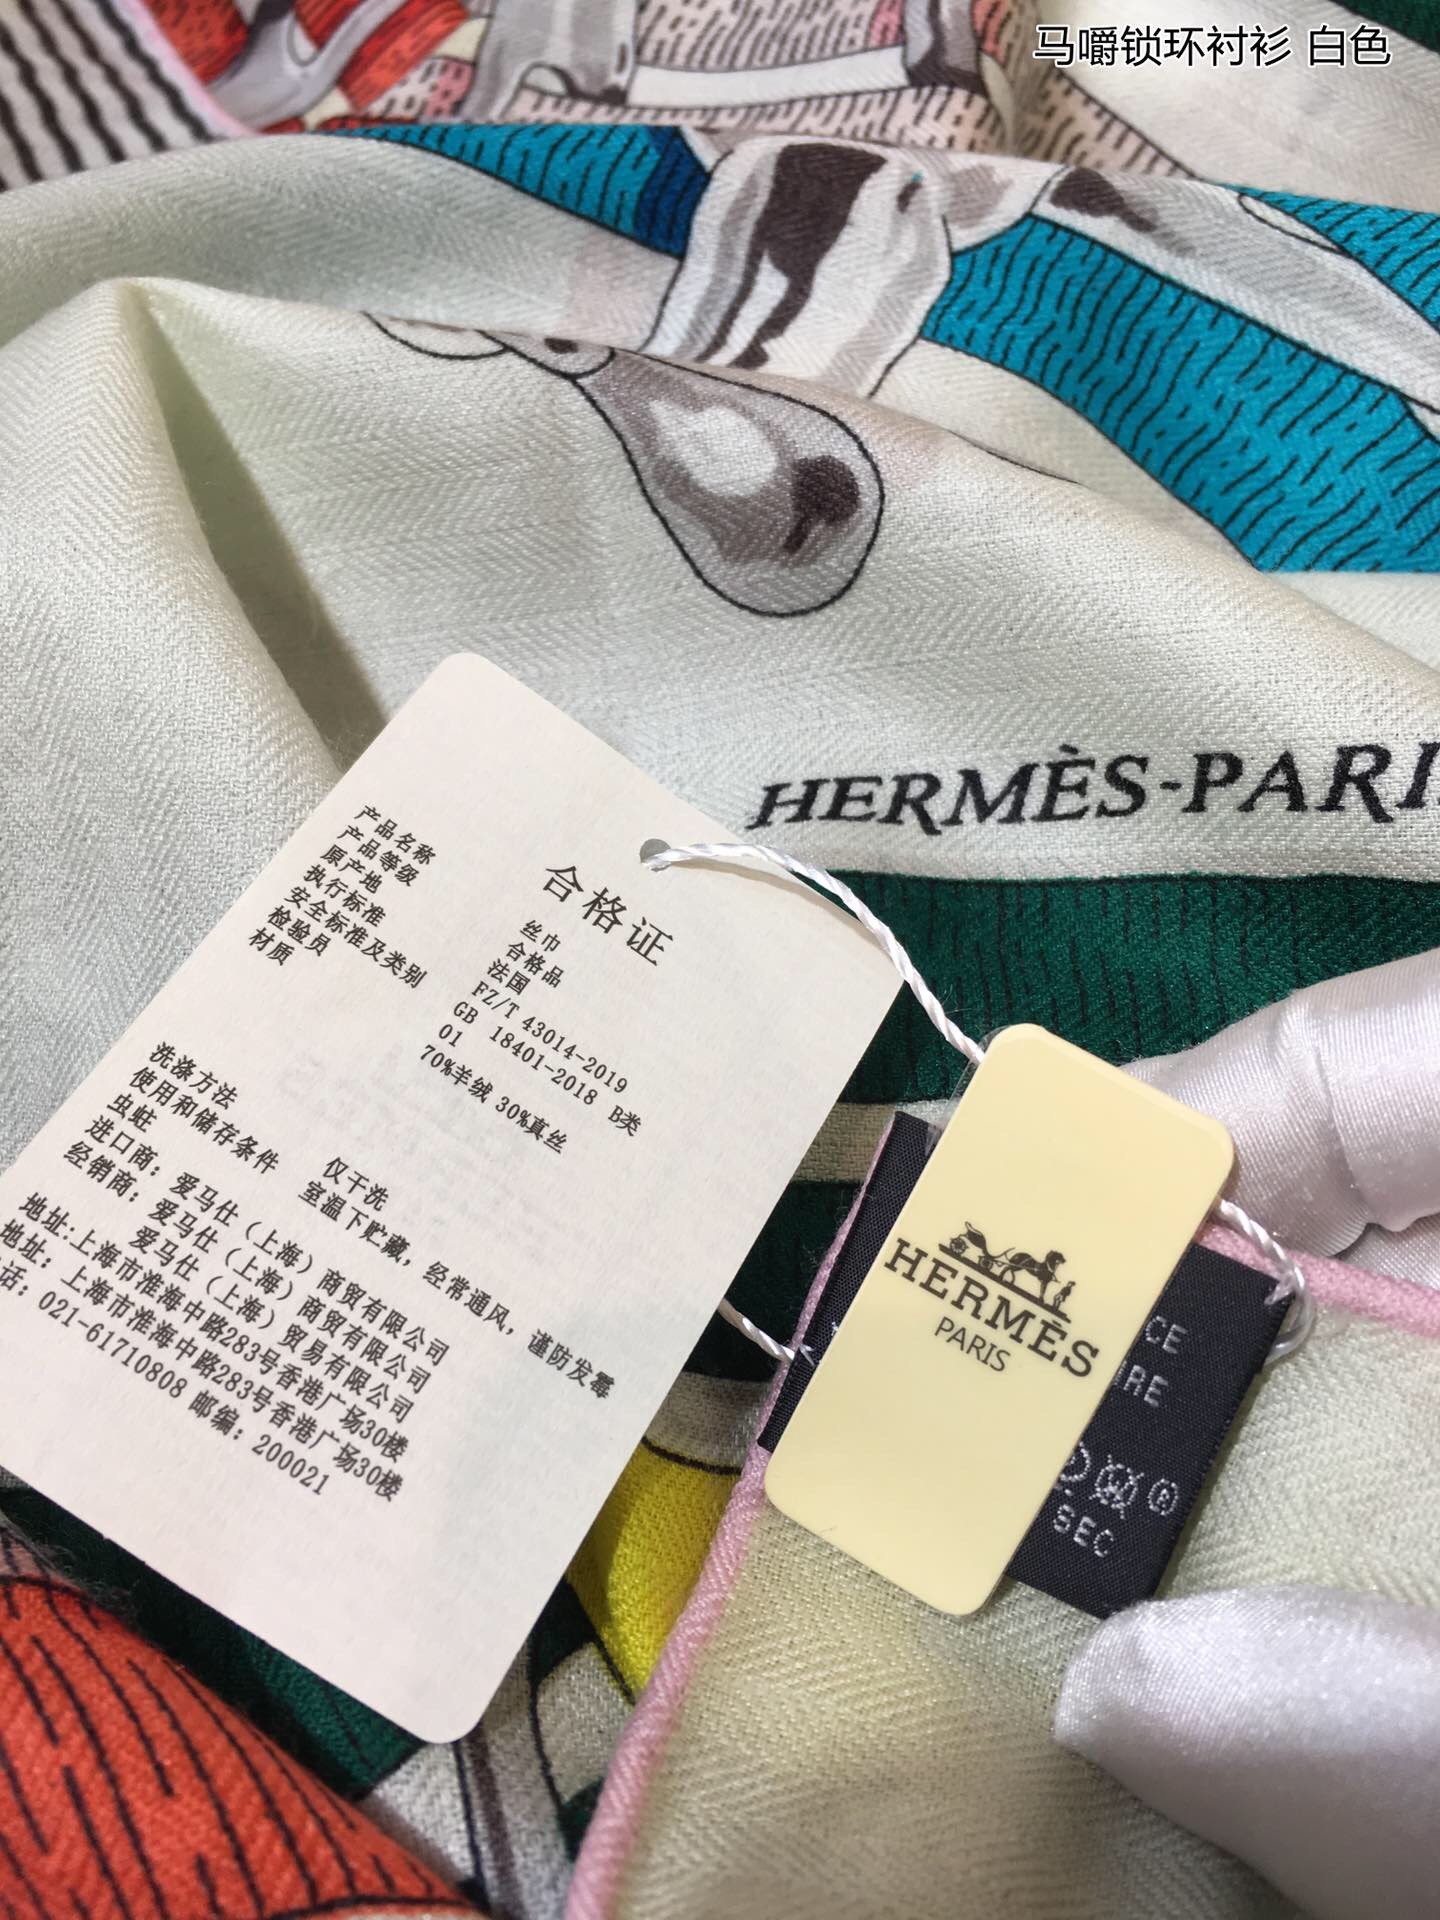 马嚼锁环衬衫 白色
HERMÈS-PARI
合格证
产品名称 丝巾
产品等级 合格品
原产地 法国
执行标准 FZ/T 43014-2019
安全标准及类别 GB 18401-2018 B类
检验员 01
材质 70%羊绒 30%真丝
洗涤方法 仅干洗
使用和储存条件 室温下贮藏，经常通风，谨防发霉
虫蛀
进口商：爱马仕（上海）商贸有限公司
经销商：爱马仕（上海）商贸有限公司
爱马仕（上海）贸易有限公司
地址:上海市淮海中路283号香港广场30楼
地址：上海市淮海中路283号香港广场30楼
话：021-61710808 邮编：200021
HERMÈS
PARIS
CE
IRE
SEC